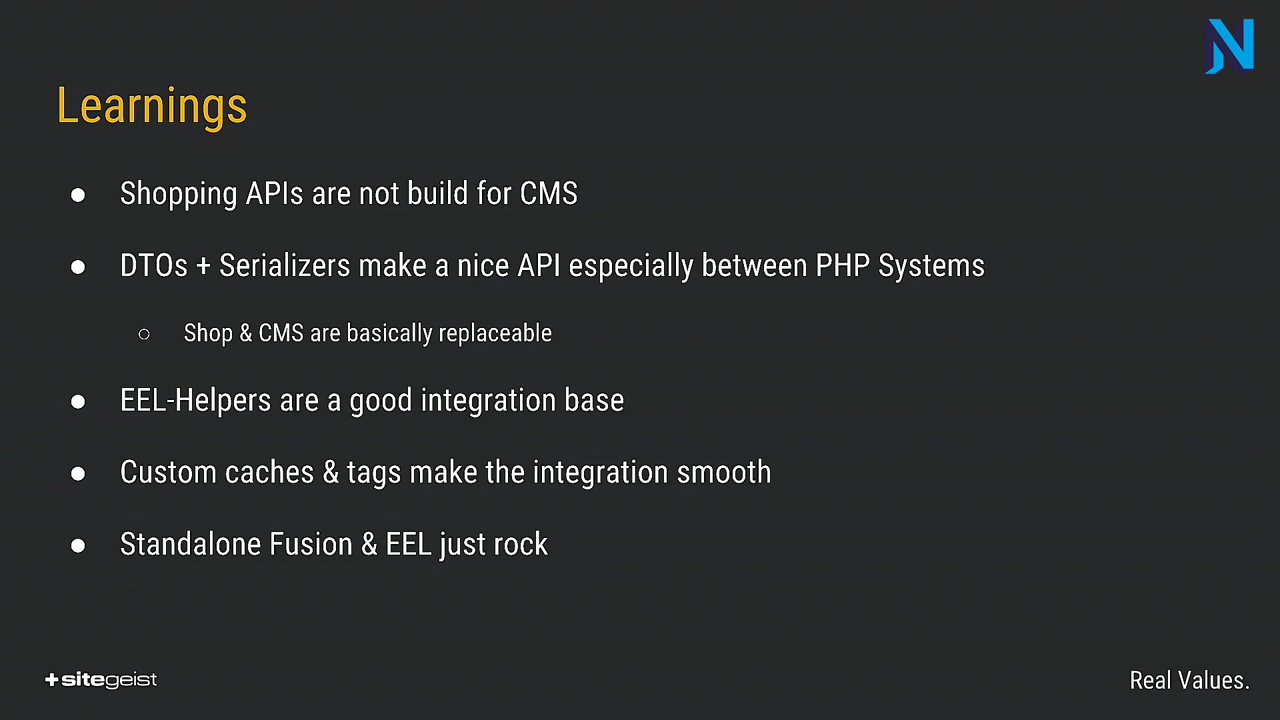 Learnings
● Shopping APIs are not build for CMS
● DTOs + Serializers make a nice API especially between PHP Systems
○ Shop & CMS are basically replaceable
● EEL-Helpers are a good integration base
● Custom caches & tags make the integration smooth
● Standalone Fusion & EEL just rock
+sitegeist
Real Values.